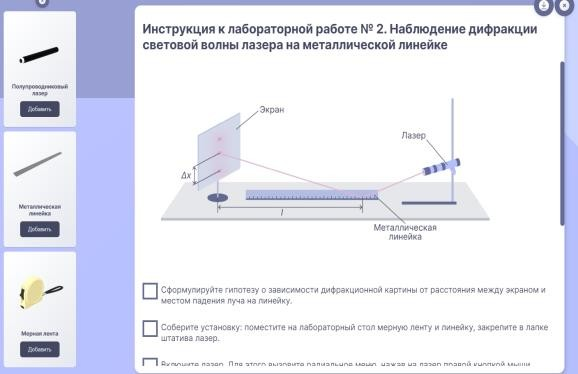 Инструкция к лабораторной работе № 2. Наблюдение дифракции
световой волны лазера на металлической линейке
Полупроводниковый
лазер
Добавить
Металлическая
линейка
Добавить
Мерная лента
Добавить
Экран
Лазер
Δx
l
Металлическая
линейка
Сформулируйте гипотезу о зависимости дифракционной картины от расстояния между экраном и
местом падения луча на линейку.
Соберите установку: поместите на лабораторный стол мерную ленту и линейку, закрепите в лапке
штатива лазер.
Включите лазер. Для этого вызовите радиальное меню, нажав на лазер правой кнопкой мыши